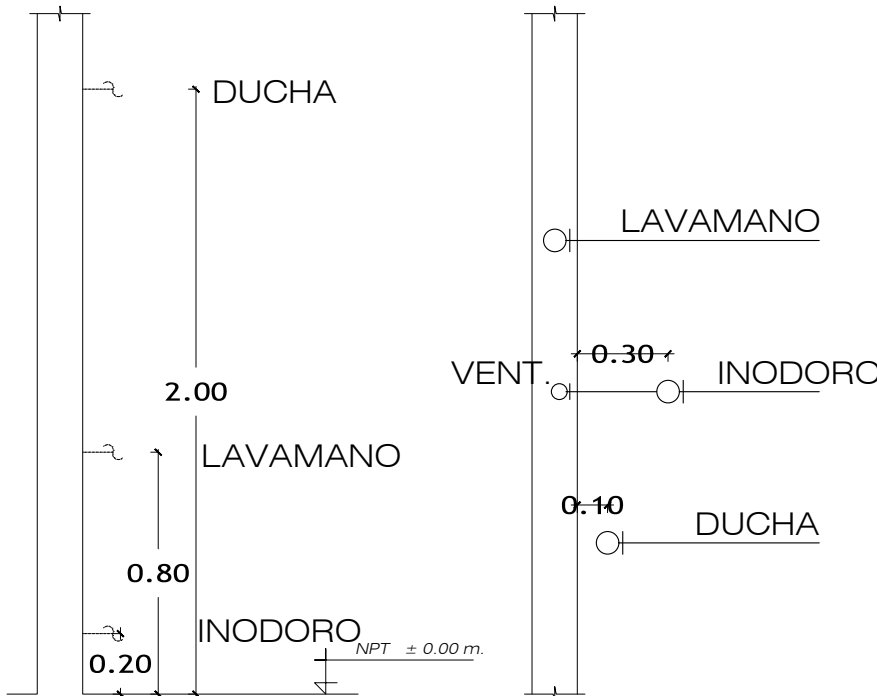 DUCHA
2.00
LAVAMANO
0.80
INODORO
0.20
NPT ± 0.00 m.
LAVAMANO
0.30
VENT.
INODORO
0.10
DUCHA